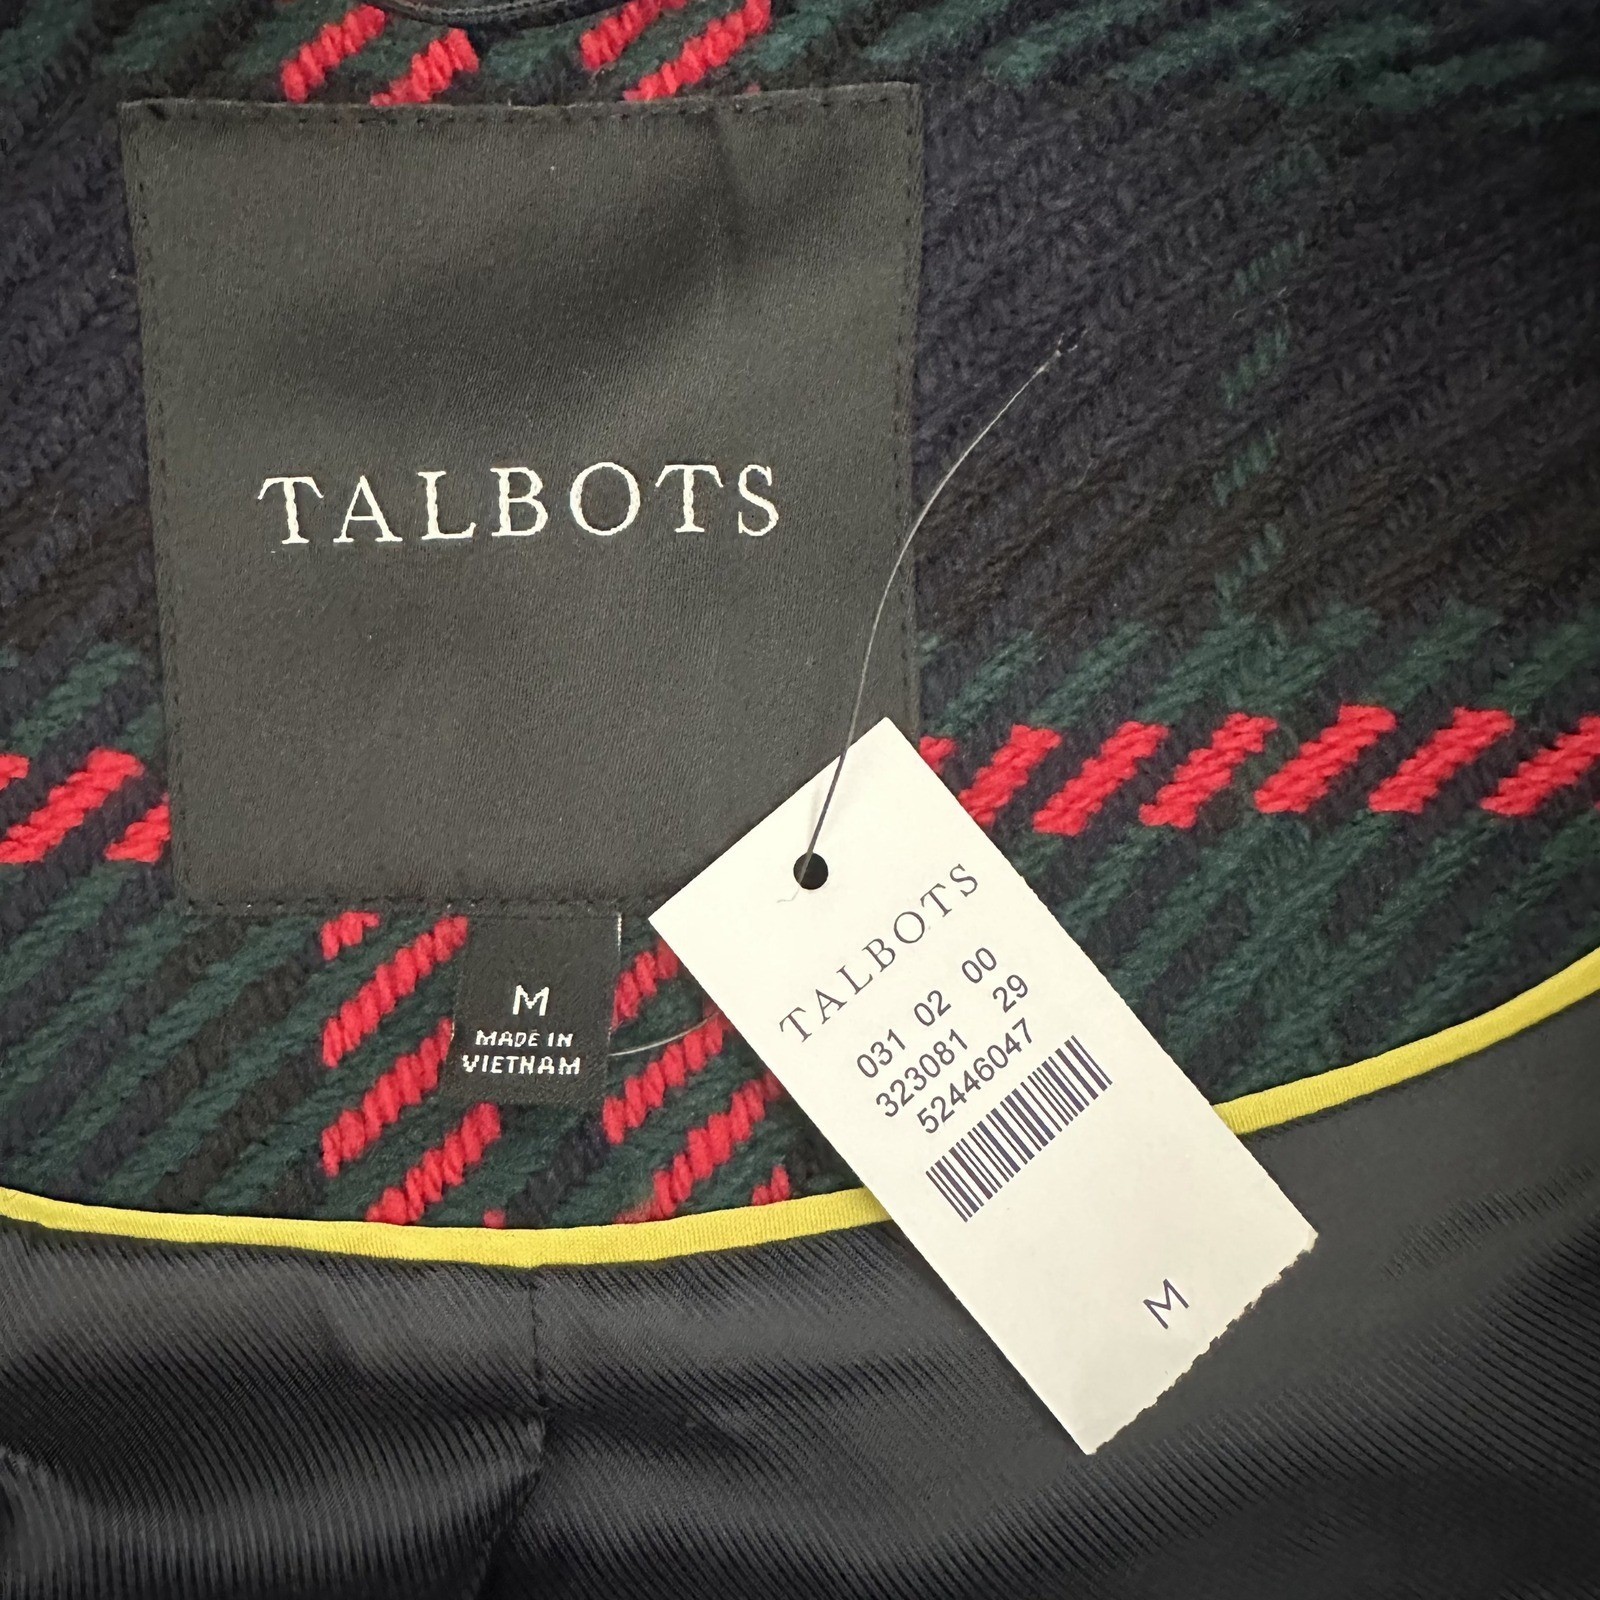 TALBOTS
M
MADE IN
VIETNAM
TALBOTS
031 02 00
323081 29
52446047
M